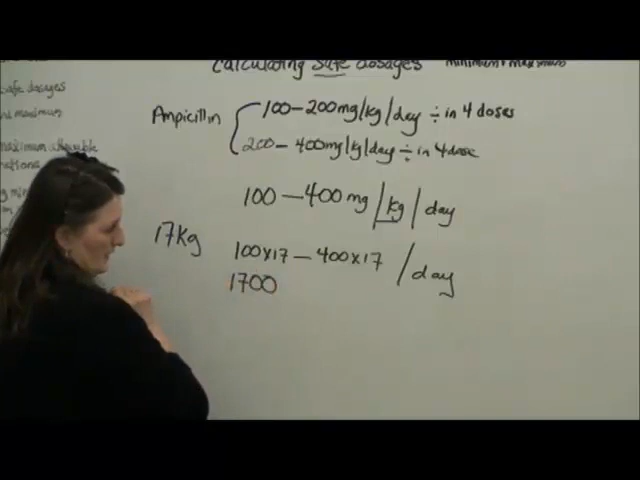 Calculating Safe dosages
minimum + maximum
safe dosages
maximum
maximum allowable
Ampicillin 100-200mg/kg/day ÷ in 4 doses
200-400mg/kg/day ÷ in 4 dose
100 - 400 mg / kg / day
17Kg
100x17 - 400x17 / day
1700